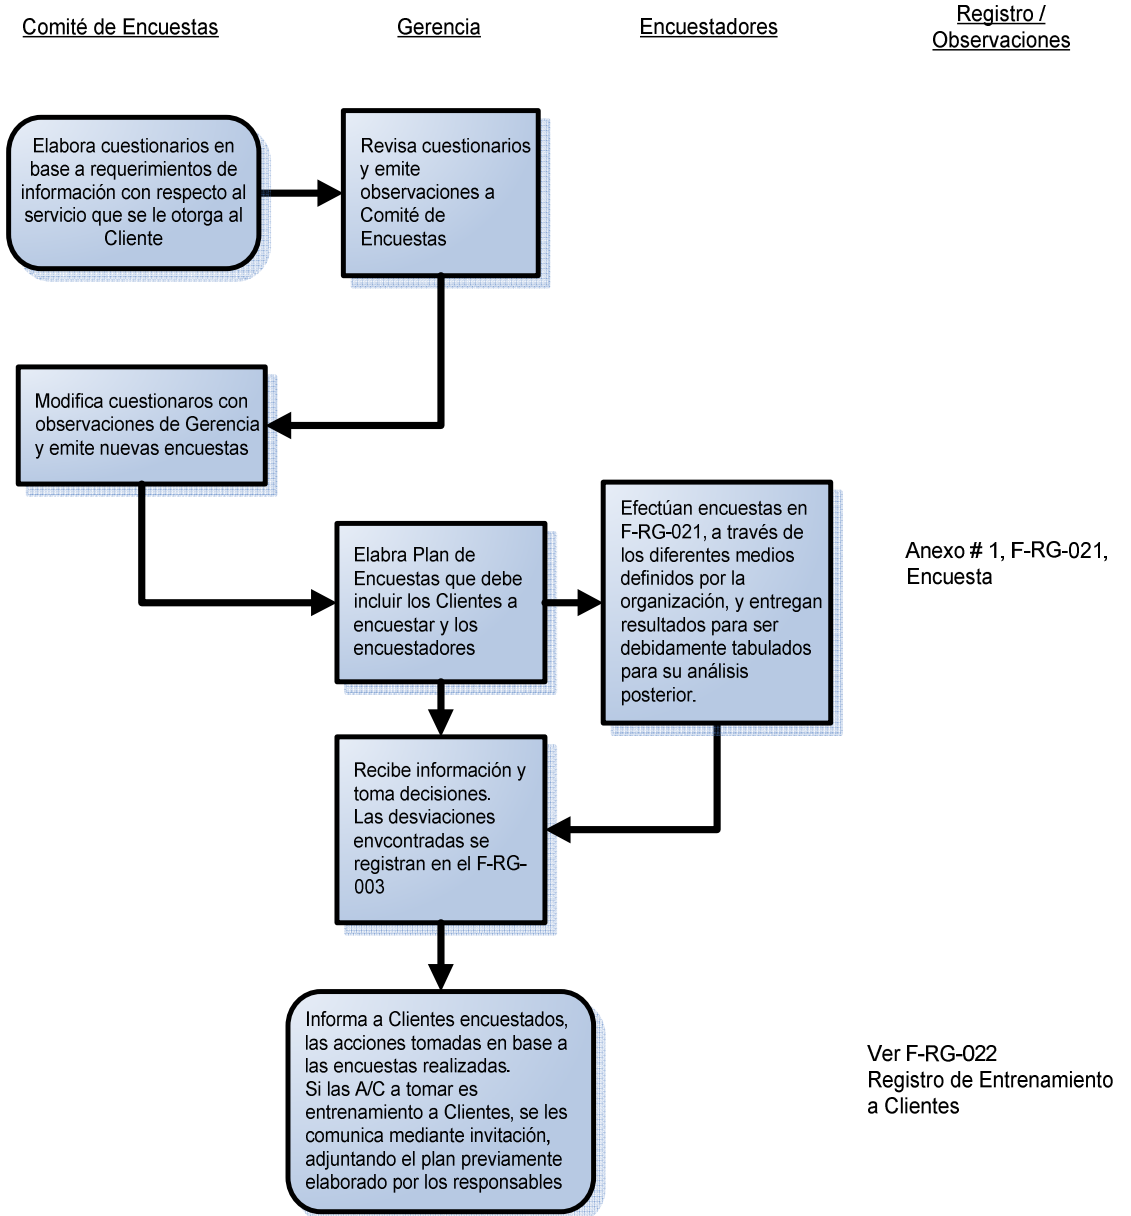 Comité de Encuestas
Gerencia
Encuestadores
Registro /
Observaciones
Elabora cuestionarios en
base a requerimientos de
información con respecto al
servicio que se le otorga al
Cliente
Revisa cuestionarios
y emite
observaciones a
Comité de
Encuestas
Modifica cuestionaros con
observaciones de Gerencia
y emite nuevas encuestas
Elabra Plan de
Encuestas que debe
incluir los Clientes a
encuestar y los
encuestadores
Efectúan encuestas en
F-RG-021, a través de
los diferentes medios
definidos por la
organización, y entregan
resultados para ser
debidamente tabulados
para su análisis
posterior.
Anexo # 1, F-RG-021,
Encuesta
Recibe información y
toma decisiones.
Las desviaciones
envcontradas se
registran en el F-RG-
003
Informa a Clientes encuestados,
las acciones tomadas en base a
las encuestas realizadas.
Si las A/C a tomar es
entrenamiento a Clientes, se les
comunica mediante invitación,
adjuntando el plan previamente
elaborado por los responsables
Ver F-RG-022
Registro de Entrenamiento
a Clientes